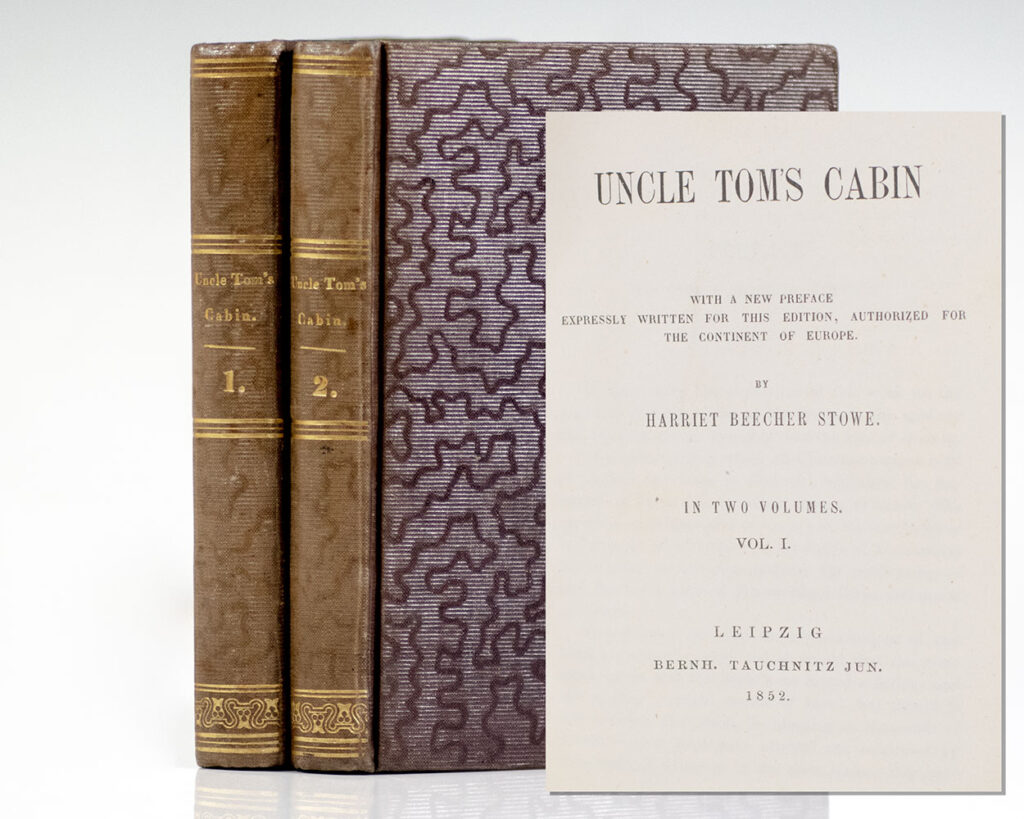 Uncle Tom's
Cabin.
1.
Uncle Tom's
Cabin.
2.
UNCLE TOM'S CABIN
WITH A NEW PREFACE
EXPRESSLY WRITTEN FOR THIS EDITION, AUTHORIZED FOR
THE CONTINENT OF EUROPE.
BY
HARRIET BEECHER STOWE.
IN TWO VOLUMES.
VOL. I.
LEIPZIG
BERNH. TAUCHNITZ JUN.
1852.